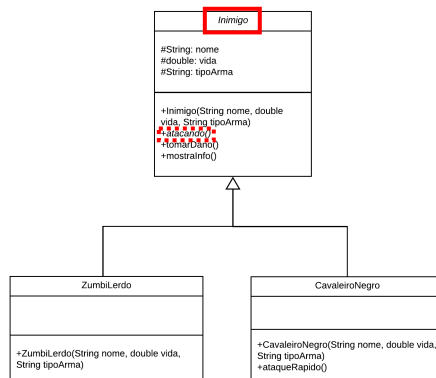 Inimigo
#String: nome
#double: vida
#String: tipoArma
+Inimigo(String nome, double
vida, String tipoArma)
+atacando()
+tomarDano()
+mostraInfo()
ZumbiLerdo
+ZumbiLerdo(String nome, double vida,
String tipoArma)
CavaleiroNegro
+CavaleiroNegro(String nome, double vida,
String tipoArma)
+ataqueRapido()